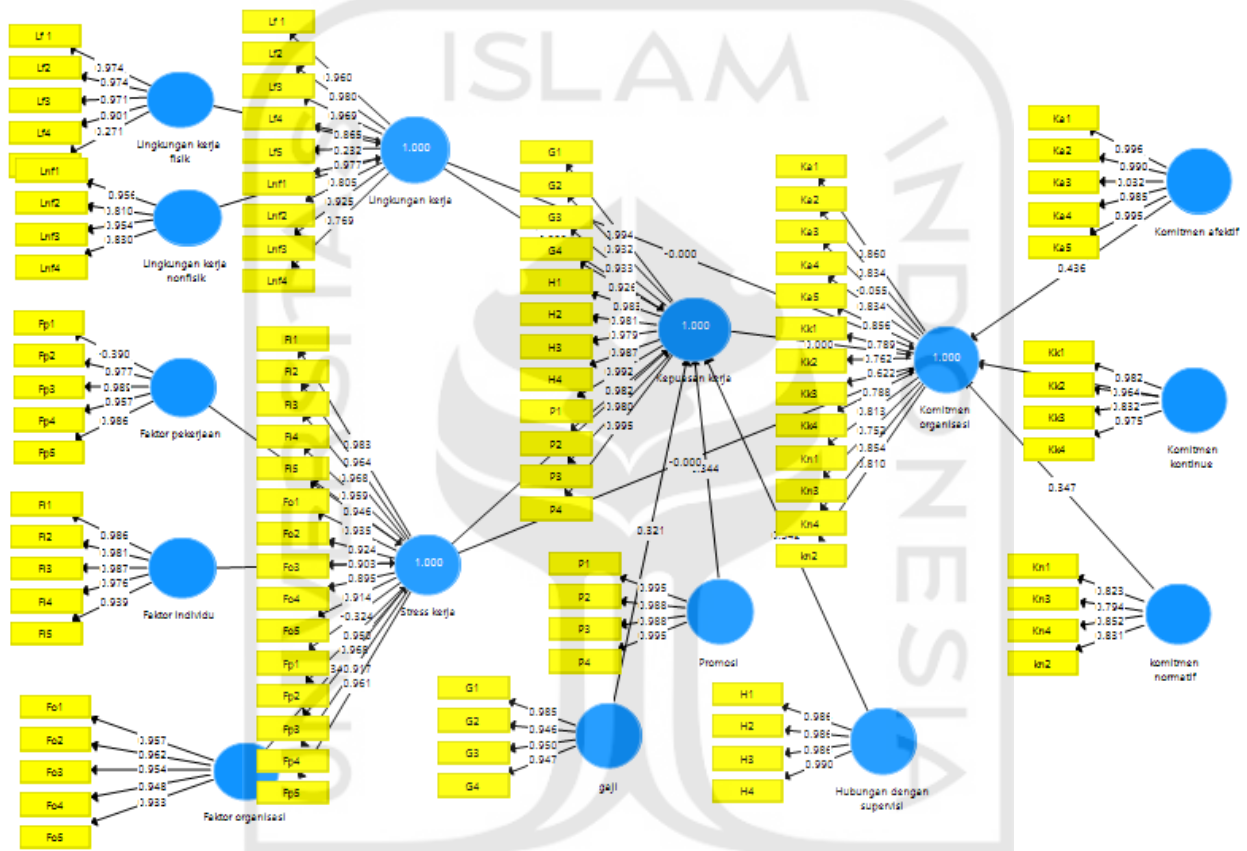 ISLAM
UNIVERSITAS
INDONESIA
Lf 1
Lf2
Lf3
Lf4
0.974
0.974
0.971
0.901
0.271
Lingkungan kerja
fisik
Lnf1
Lnf2
Lnf3
Lnf4
0.956
0.810
0.954
0.830
Lingkungan kerja
nonfisik
Fp1
Fp2
Fp3
Fp4
Fp5
-0.390
0.977
0.985
0.957
0.986
Faktor pekerjaan
Fi1
Fi2
Fi3
Fi4
Fi5
0.986
0.981
0.987
0.976
0.939
Faktor individu
Fo1
Fo2
Fo3
Fo4
Fo5
0.957
0.962
0.954
0.948
0.933
Faktor organisasi
Lf 1
Lf2
Lf3
Lf4
Lf5
Lnf1
Lnf2
Lnf3
Lnf4
0.960
0.980
0.969
0.865
0.232
0.977
0.805
0.925
0.769
1.000
Lingkungan kerja
Fi1
Fi2
Fi3
Fi4
Fi5
Fo1
Fo2
Fo3
Fo4
Fo5
Fp1
Fp2
Fp3
Fp4
Fp5
0.983
0.964
0.968
0.959
0.946
0.935
0.924
0.903
0.895
0.914
-0.324
0.950
0.968
0.917
0.961
1.000
Stress kerja
G1
G2
G3
G4
H1
H2
H3
H4
P1
P2
P3
P4
0.994
0.932
0.933
0.926
0.983
0.981
0.979
0.987
0.992
0.982
0.980
0.995
1.000
Kepuasan kerja
-0.000
-0.000
0.321
P1
P2
P3
P4
0.995
0.988
0.988
0.995
Promosi
G1
G2
G3
G4
0.985
0.946
0.950
0.947
gaji
H1
H2
H3
H4
0.986
0.986
0.986
0.990
Hubungan dengan
supervisi
Ka1
Ka2
Ka3
Ka4
Ka5
Kk1
Kk2
Kk3
Kk4
Kn1
Kn3
Kn4
kn2
0.860
0.834
-0.055
0.834
0.856
0.789
0.762
0.622
0.788
0.813
0.752
0.854
0.810
1.000
Komitmen
organisasi
Ka1
Ka2
Ka3
Ka4
Ka5
0.996
0.990
0.032
0.985
0.995
Komitmen afektif
0.436
Kk1
Kk2
Kk3
Kk4
0.982
0.964
0.832
0.975
Komitmen
kontinue
0.347
Kn1
Kn3
Kn4
kn2
0.823
0.794
0.852
0.831
komitmen
normatif